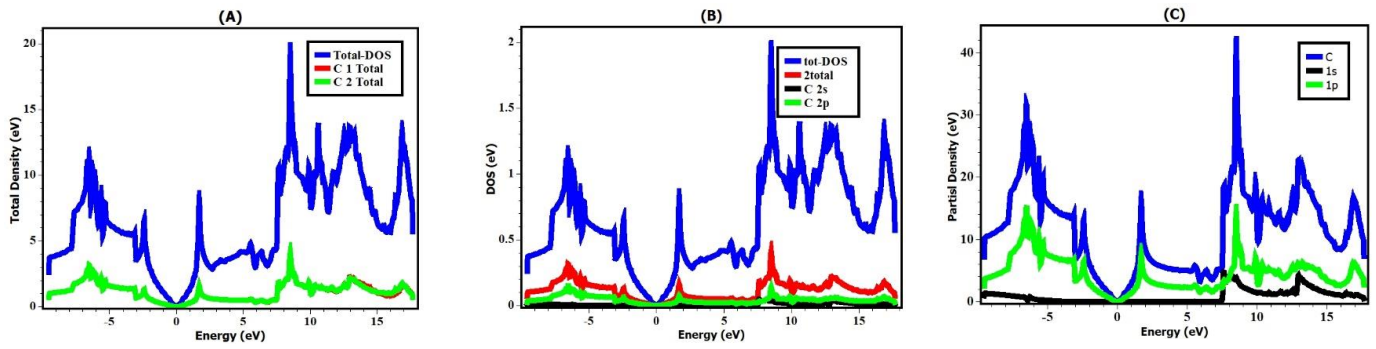 (A)
Total Density (eV)
20
15
10
5
0
Total-DOS
C 1 Total
C 2 Total
-5
0
5
10
15
Energy (eV)
(B)
DOS (eV)
2
1.5
1
0.5
0
tot-DOS
2total
C 2s
C 2p
-5
0
5
10
15
Energy (eV)
(C)
Partisl Density (eV)
40
30
20
10
0
C
1s
1p
-5
0
5
10
15
Energy (eV)